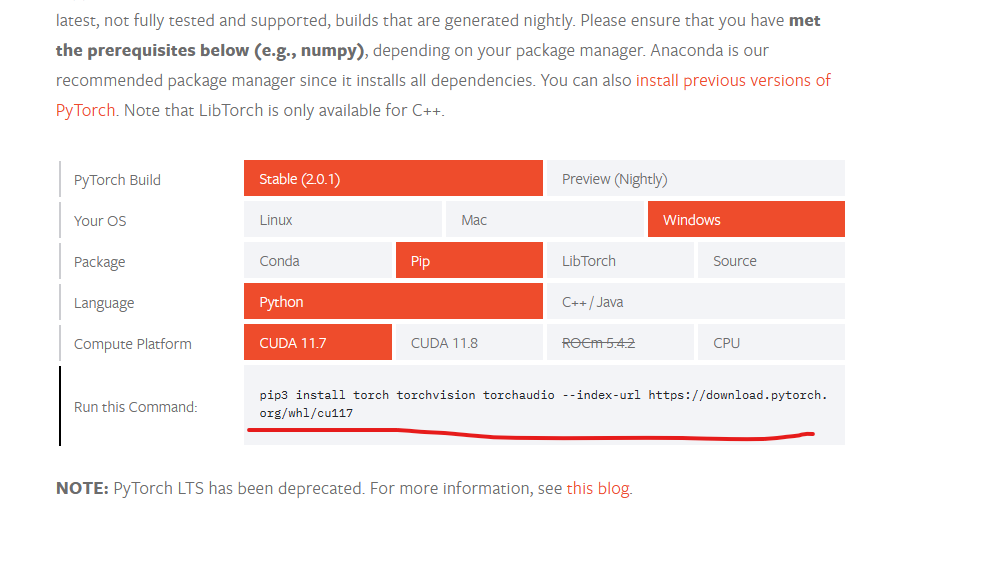 latest, not fully tested and supported, builds that are generated nightly. Please ensure that you have met
the prerequisites below (e.g., numpy), depending on your package manager. Anaconda is our
recommended package manager since it installs all dependencies. You can also install previous versions of
PyTorch. Note that LibTorch is only available for C++.
PyTorch Build Stable (2.0.1) Preview (Nightly)
Your OS Linux Mac Windows
Package Conda Pip LibTorch Source
Language Python C++ / Java
Compute Platform CUDA 11.7 CUDA 11.8 ROCm 5.4.2 CPU
Run this Command: pip3 install torch torchvision torchaudio --index-url https://download.pytorch.
org/whl/cu117
NOTE: PyTorch LTS has been deprecated. For more information, see this blog.